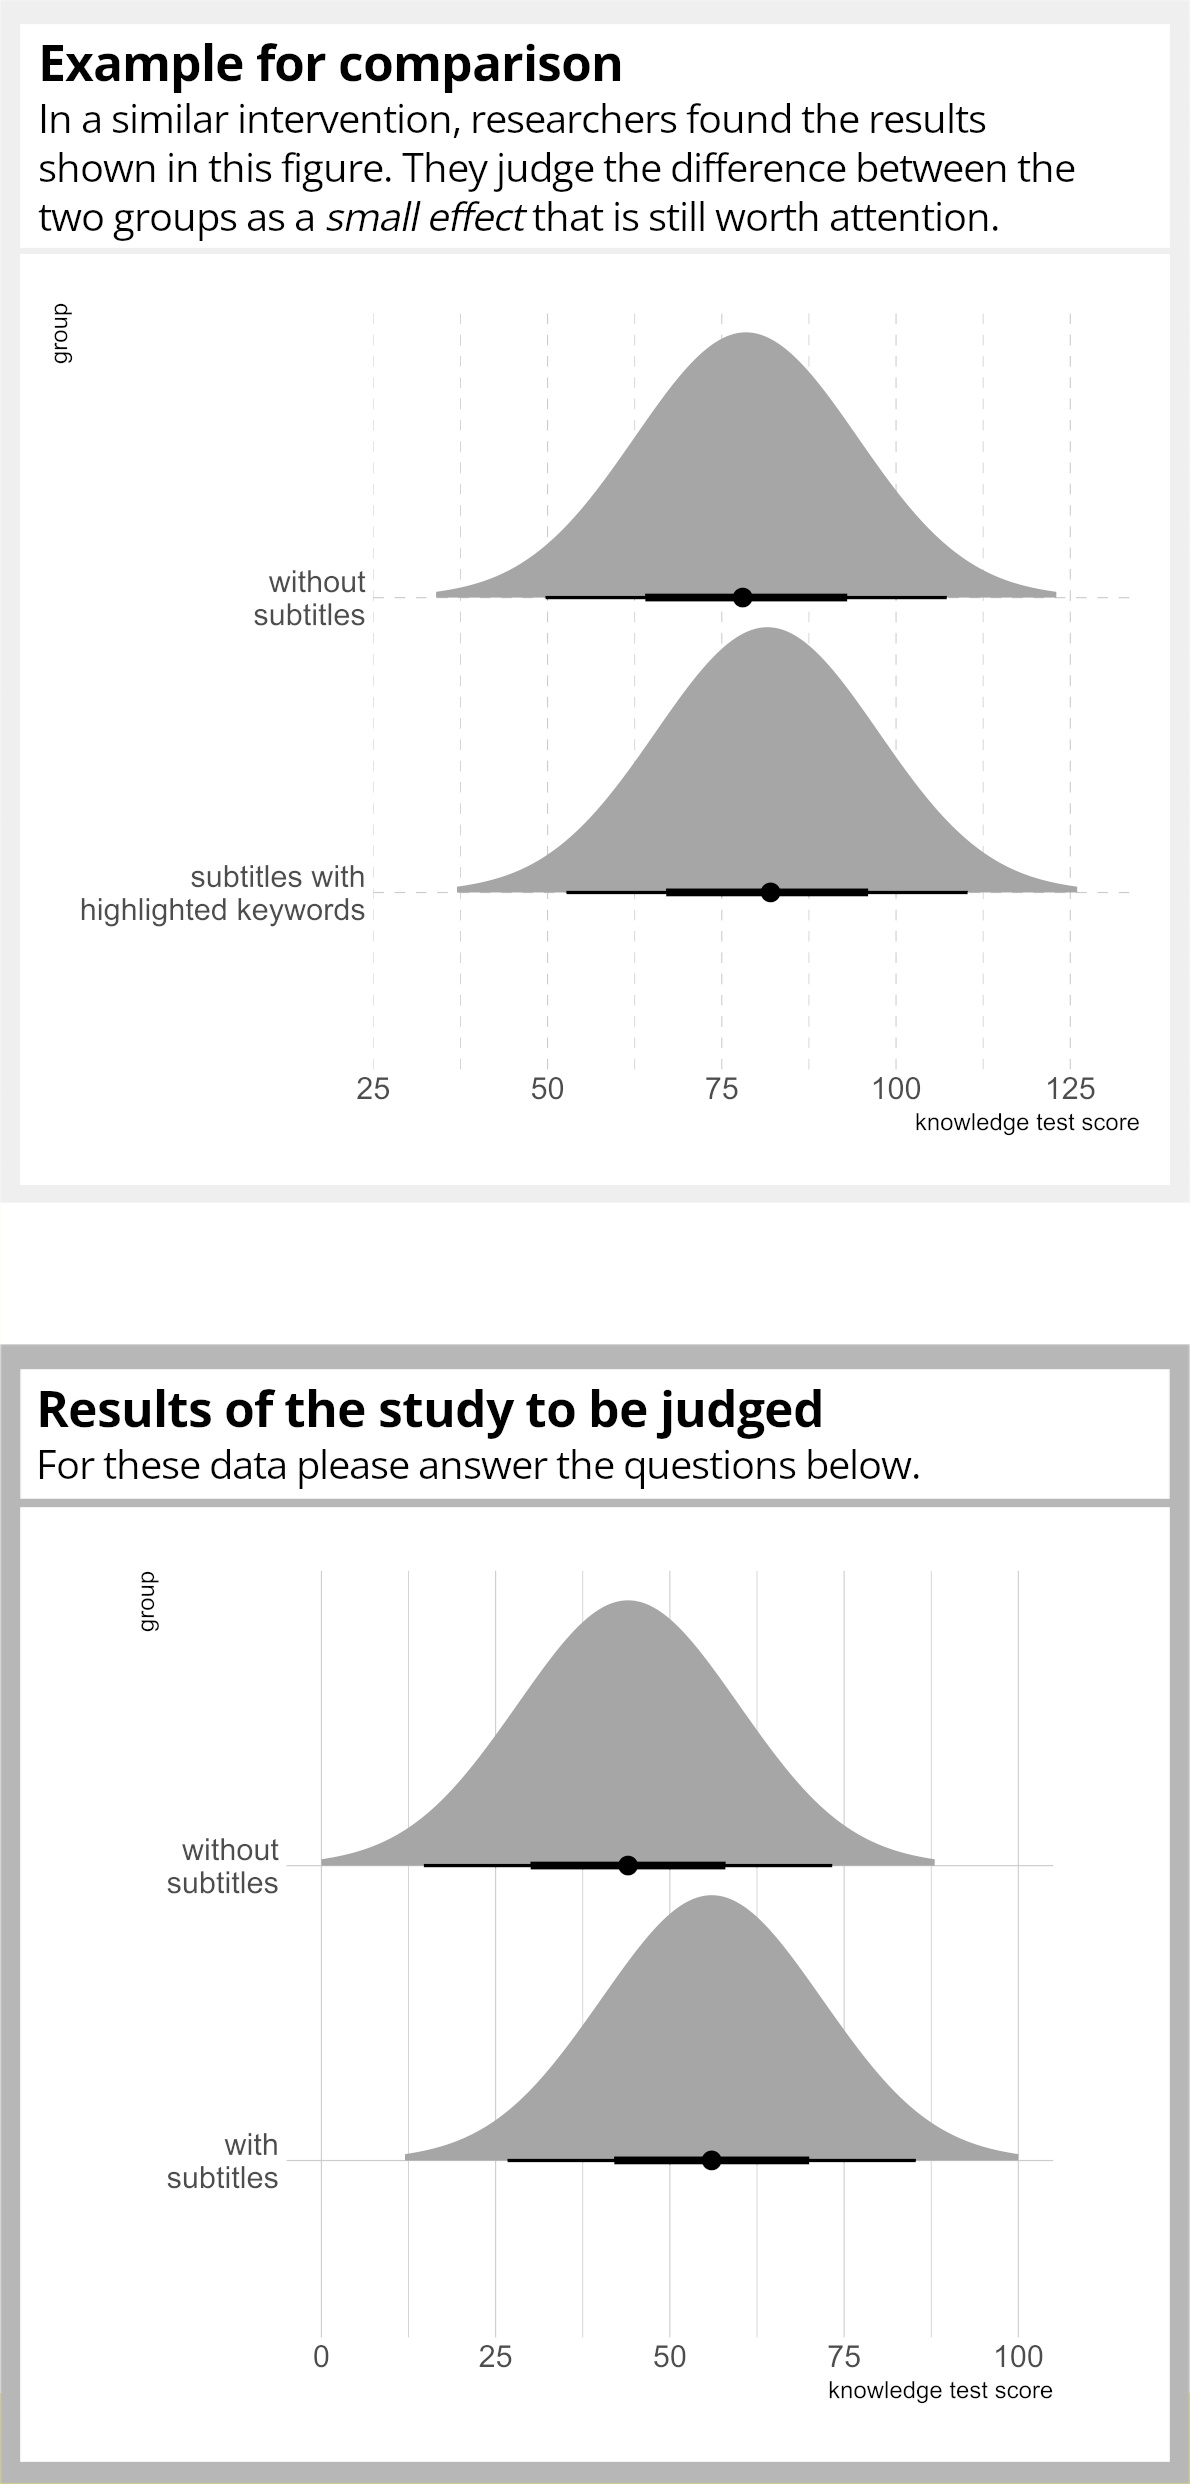 Example for comparison
In a similar intervention, researchers found the results
shown in this figure. They judge the difference between the
two groups as a small effect that is still worth attention.
group
without
subtitles
subtitles with
highlighted keywords
25 50 75 100 125
knowledge test score
Results of the study to be judged
For these data please answer the questions below.
group
without
subtitles
with
subtitles
0 25 50 75 100
knowledge test score